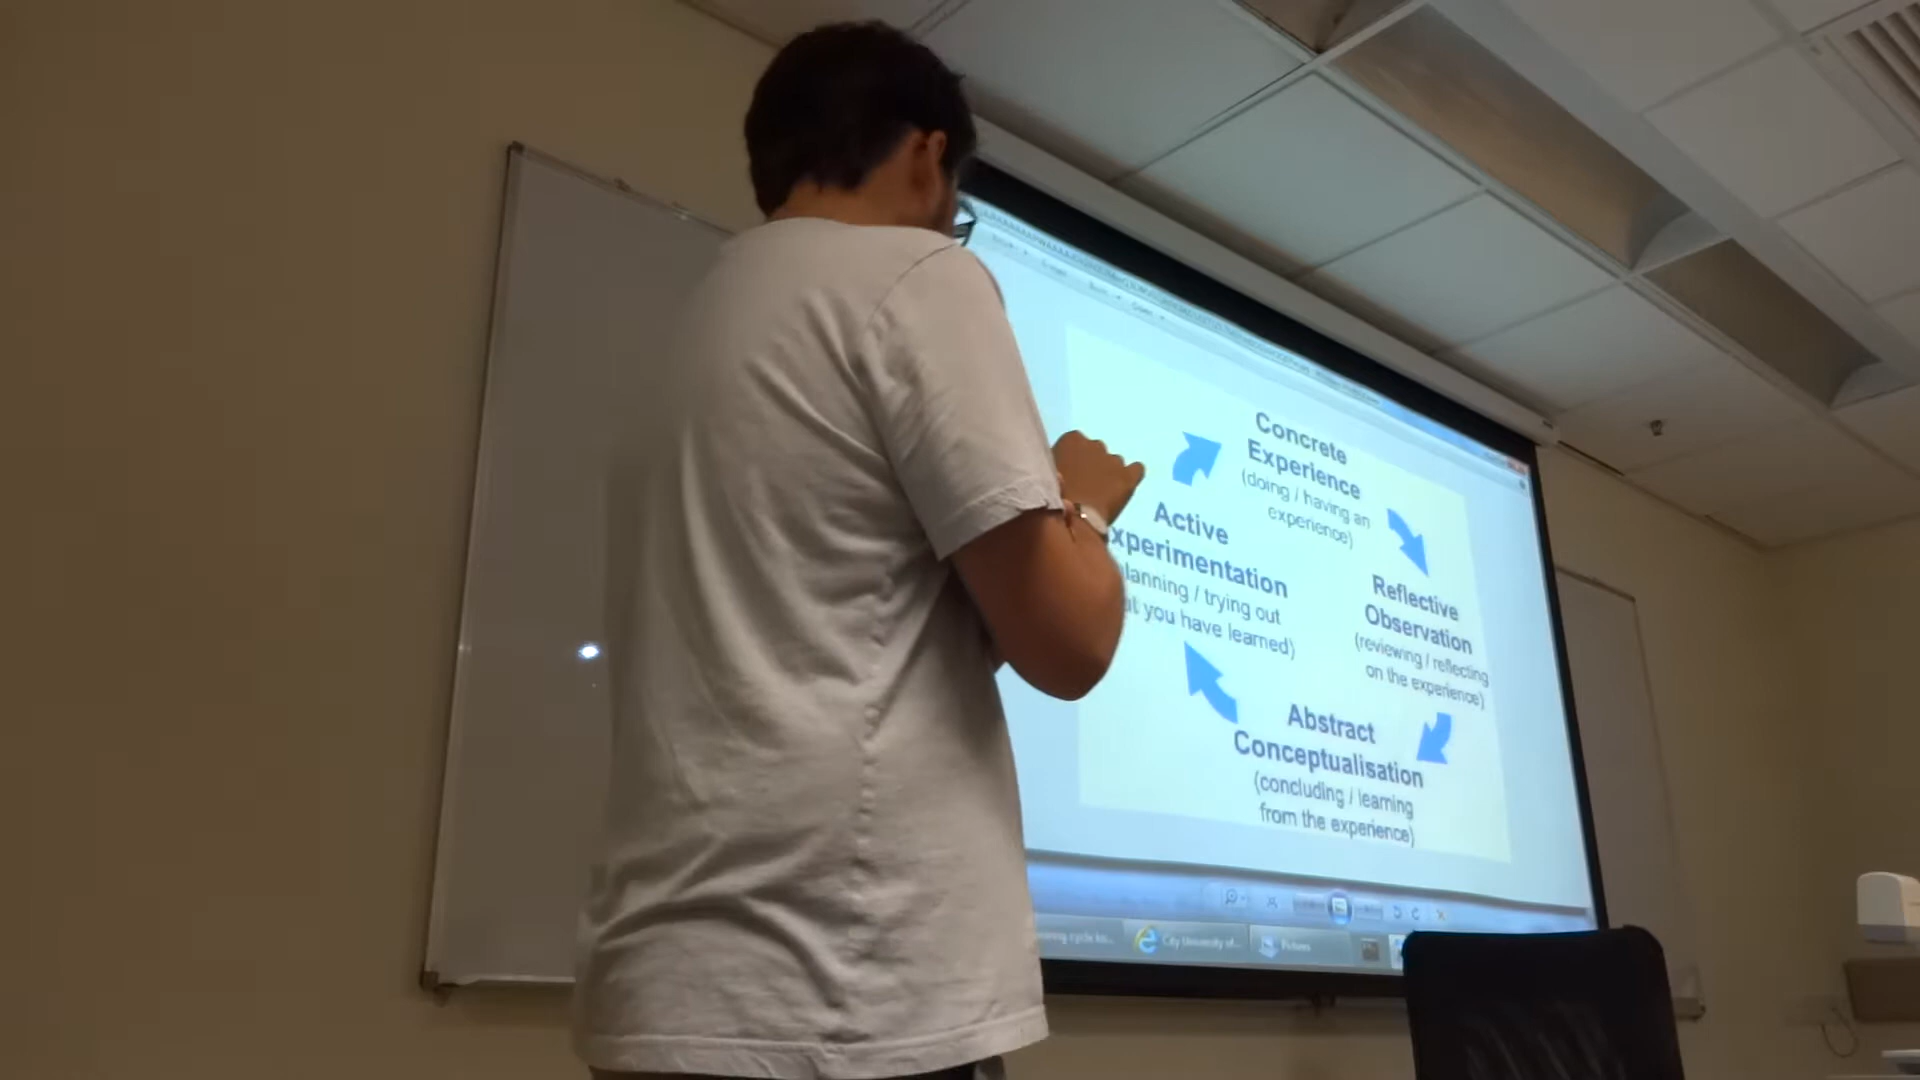 Concrete
Experience
(doing / having an
experience)
Active
xperimentation
lanning / trying out
you have learned)
Reflective
Observation
(reviewing / reflecting
on the experience)
Abstract
Conceptualisation
(concluding / learning
from the experience)
City University of...
Pictures